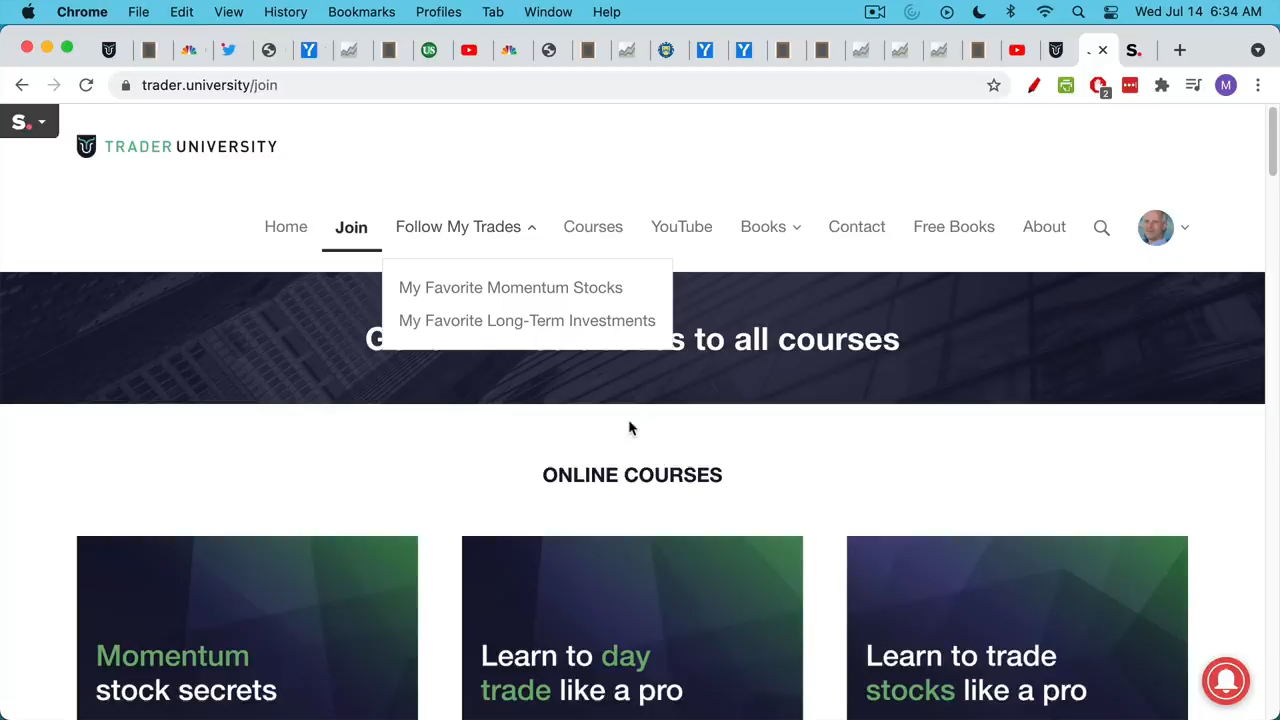 Chrome File Edit View History Bookmarks Profiles Tab Window Help Wed Jul 14 6:34 AM
trader.university/join
2
M
S.
TRADER UNIVERSITY
Home Join Follow My Trades Courses YouTube Books Contact Free Books About
My Favorite Momentum Stocks
My Favorite Long-Term Investments
to all courses
ONLINE COURSES
Momentum
stock secrets
Learn to day
trade like a pro
Learn to trade
stocks like a pro